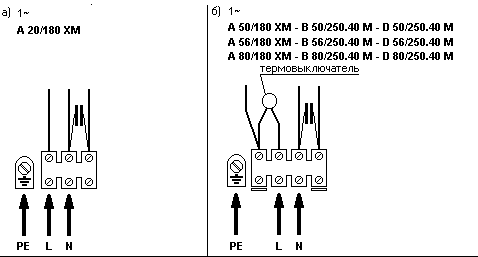 а) 1~
A 20/180 XM
PE L N
б) 1~
A 50/180 XM - B 50/250.40 M - D 50/250.40 M
A 56/180 XM - B 56/250.40 M - D 56/250.40 M
A 80/180 XM - B 80/250.40 M - D 80/250.40 M
термовыключатель
PE L N